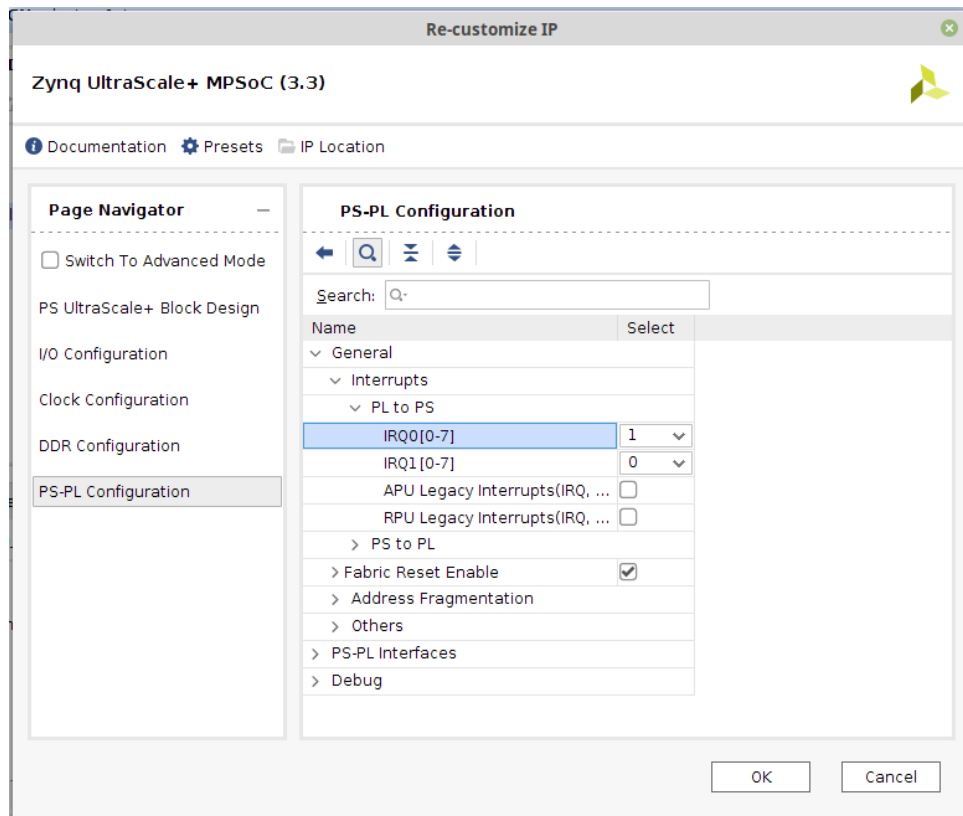 Re-customize IP
Zynq UltraScale+ MPSoC (3.3)
Documentation Presets IP Location
Page Navigator
Switch To Advanced Mode
PS UltraScale+ Block Design
I/O Configuration
Clock Configuration
DDR Configuration
PS-PL Configuration
PS-PL Configuration
Search:
Name Select
General
Interrupts
PL to PS
IRQ0[0-7] 1
IRQ1[0-7] 0
APU Legacy Interrupts(IRQ, ...
RPU Legacy Interrupts(IRQ, ...
PS to PL
Fabric Reset Enable
Address Fragmentation
Others
PS-PL Interfaces
Debug
OK Cancel